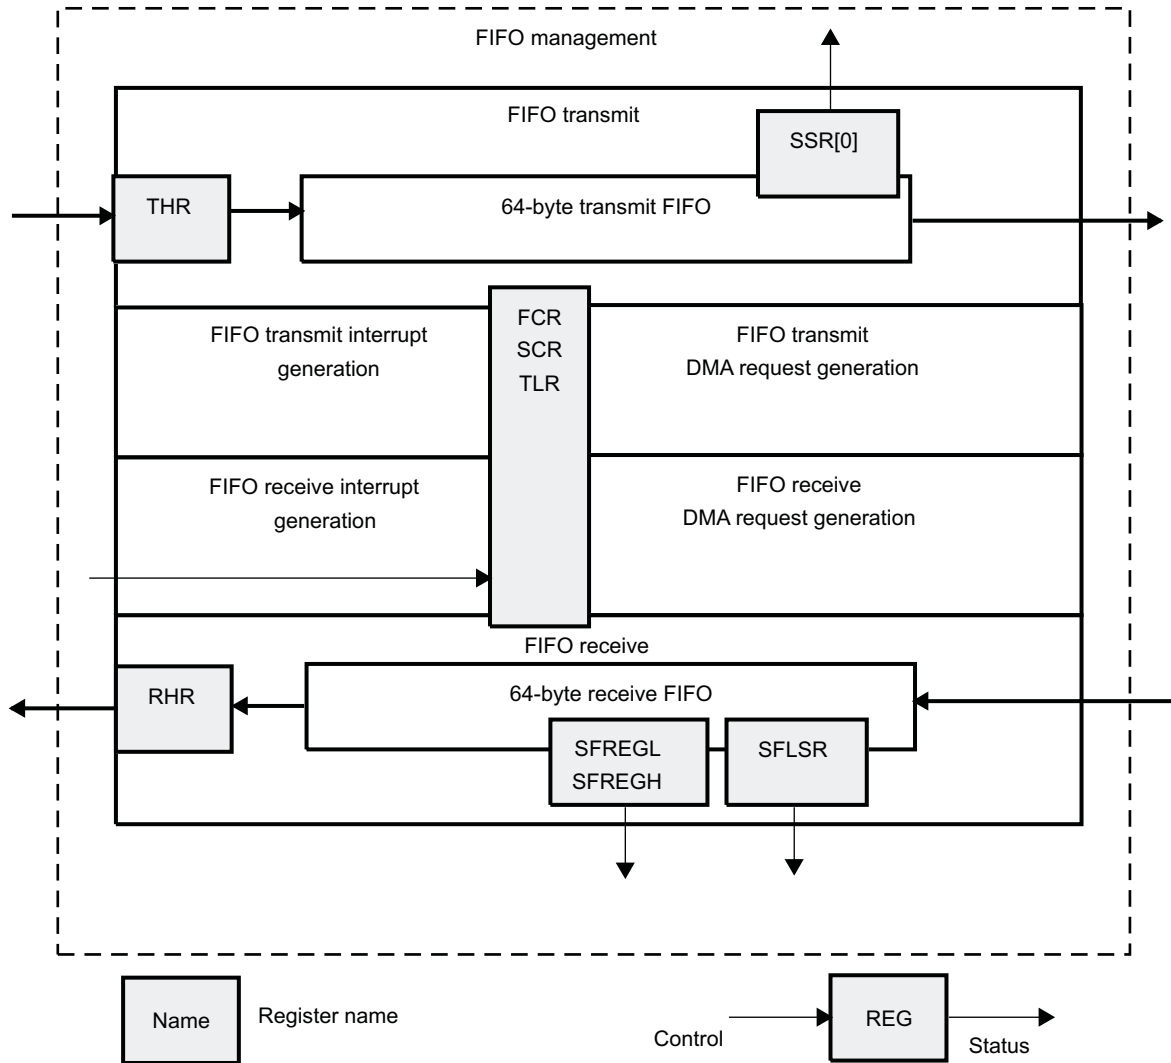 FIFO management
FIFO transmit
SSR[0]
THR
64-byte transmit FIFO
FCR
SCR
TLR
FIFO transmit interrupt
generation
FIFO transmit
DMA request generation
FIFO receive interrupt
generation
FIFO receive
DMA request generation
FIFO receive
RHR
64-byte receive FIFO
SFREGL
SFREGH
SFLSR
Name
Register name
Control
REG
Status